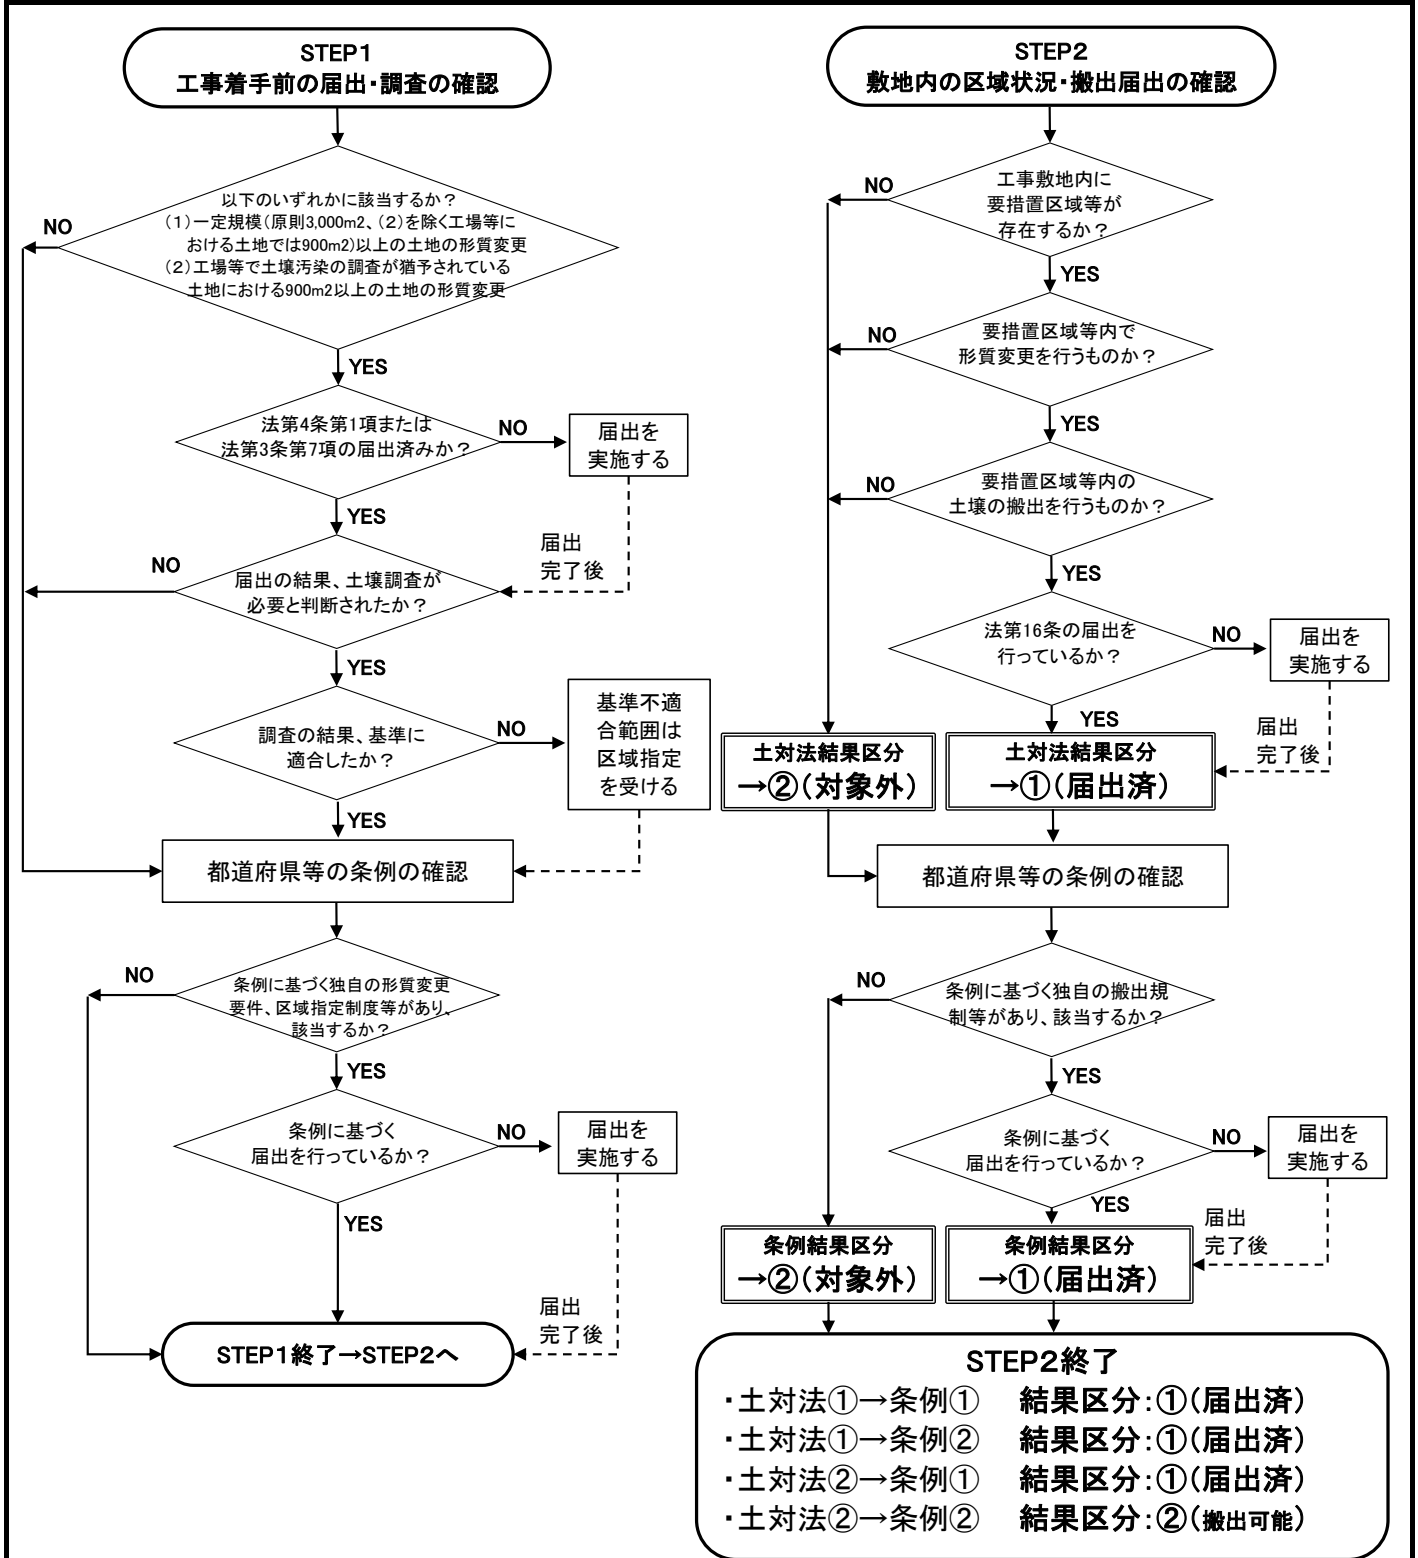 STEP1
工事着手前の届出・調査の確認
以下のいずれかに該当するか？
（1）一定規模（原則3,000m2、（2）を除く工場等に
おける土地では900m2）以上の土地の形質変更
（2）工場等で土壌汚染の調査が猶予されている
土地における900m2以上の土地の形質変更
NO
YES
法第4条第1項または
法第3条第7項の届出済みか？
NO
届出を
実施する
YES
届出
完了後
届出の結果、土壌調査が
必要と判断されたか？
NO
YES
調査の結果、基準に
適合したか？
NO
基準不適
合範囲は
区域指定
を受ける
YES
都道府県等の条例の確認
条例に基づく独自の形質変更
要件、区域指定制度等があり、
該当するか？
NO
YES
条例に基づく
届出を行っているか？
NO
届出を
実施する
YES
届出
完了後
STEP1終了→STEP2へ
STEP2
敷地内の区域状況・搬出届出の確認
工事敷地内に
要措置区域等が
存在するか？
NO
YES
要措置区域等内で
形質変更を行うものか？
NO
YES
要措置区域等内の
土壌の搬出を行うものか？
NO
YES
法第16条の届出を
行っているか？
NO
届出を
実施する
YES
届出
完了後
土対法結果区分
→②（対象外）
土対法結果区分
→①（届出済）
都道府県等の条例の確認
条例に基づく独自の搬出規
制等があり、該当するか？
NO
YES
条例に基づく
届出を行っているか？
NO
届出を
実施する
YES
届出
完了後
条例結果区分
→②（対象外）
条例結果区分
→①（届出済）
STEP2終了
・土対法①→条例①　結果区分：①（届出済）
・土対法①→条例②　結果区分：①（届出済）
・土対法②→条例①　結果区分：①（届出済）
・土対法②→条例②　結果区分：②（搬出可能）